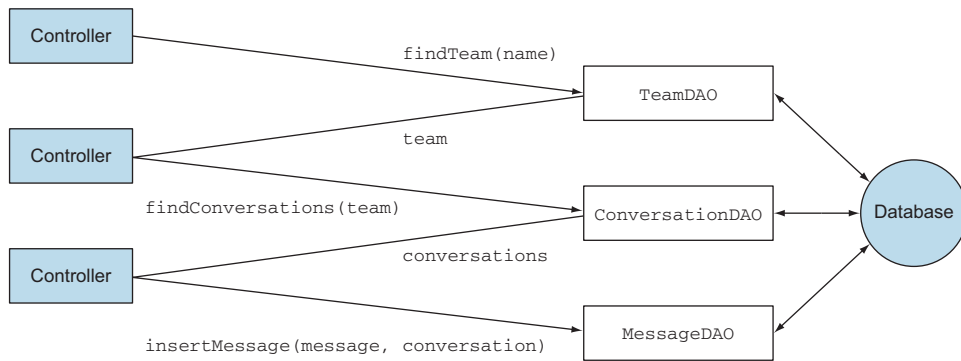 Controller
findTeam(name)
TeamDAO
team
Controller
findConversations(team)
ConversationDAO
Database
conversations
Controller
MessageDAO
insertMessage(message, conversation)